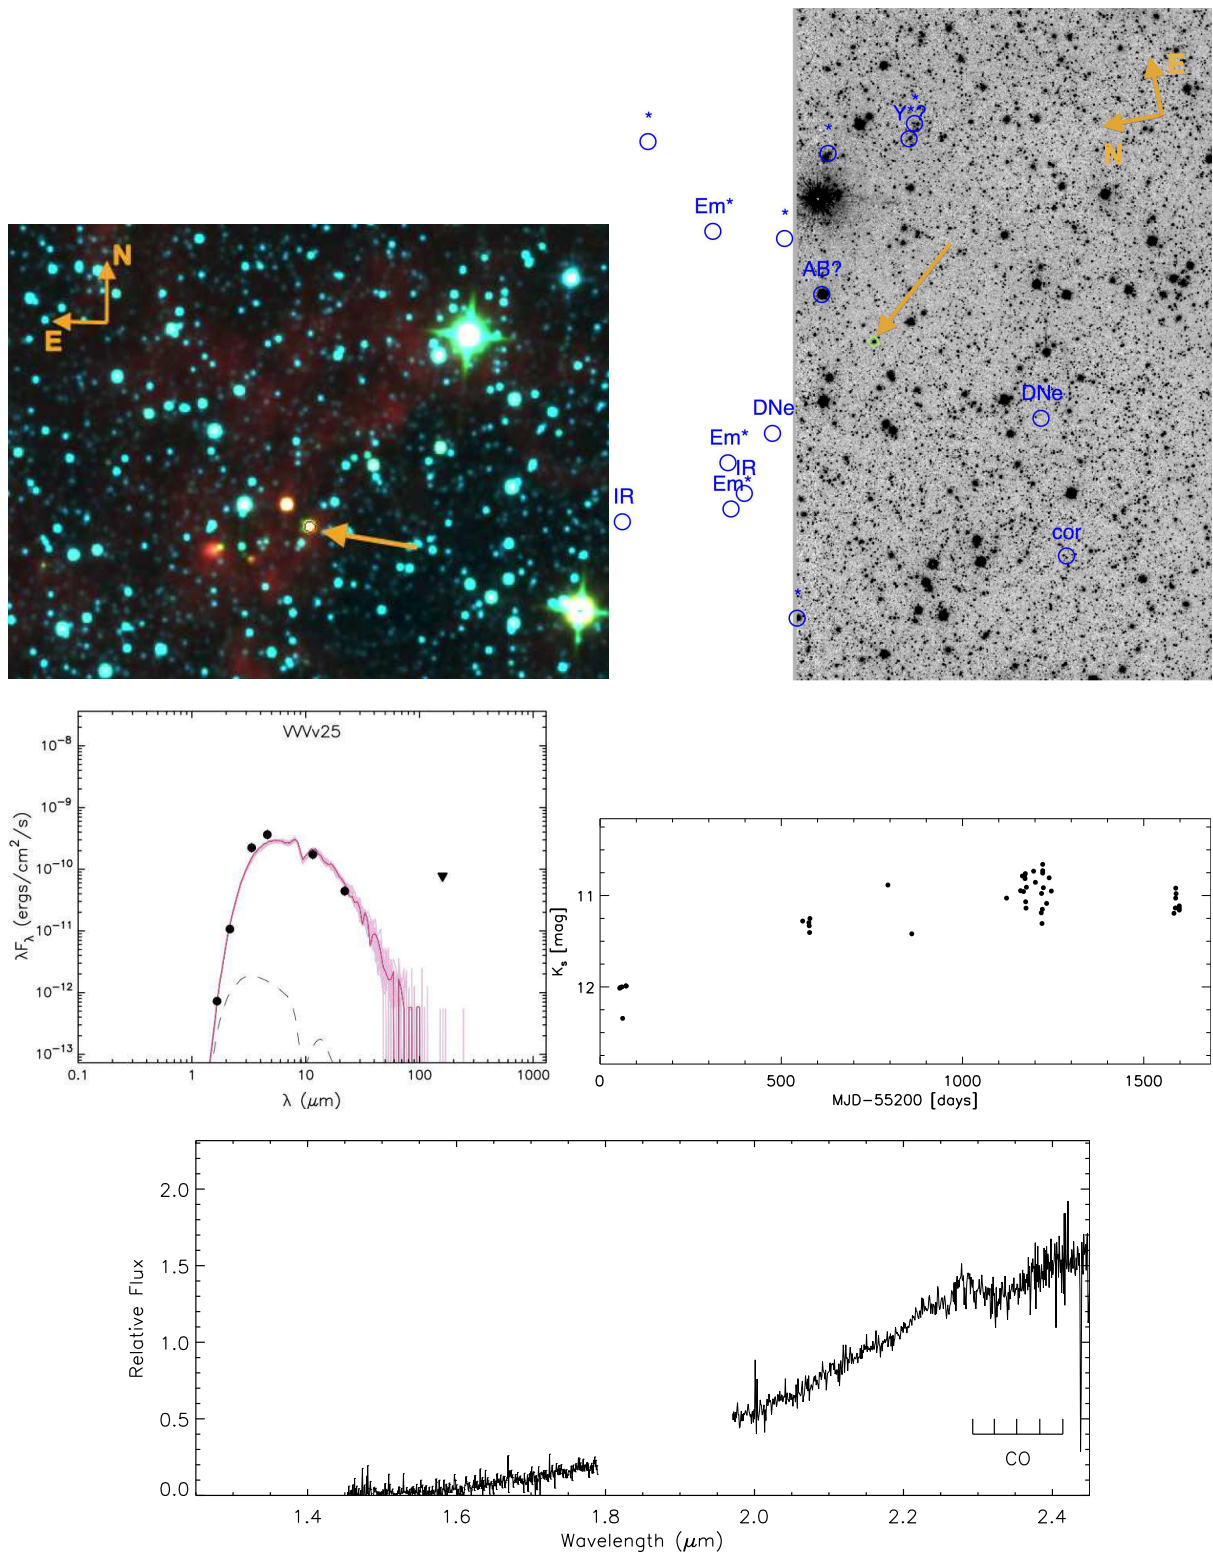 E
*
Y*?
*
*
N
Em*
*
AB?
N
E
DNe
DNe
Em*
IR
Em*
IR
cor
*
VVVv25
10⁻⁸
10⁻⁹
10⁻¹⁰
10⁻¹¹
10⁻¹²
10⁻¹³
λFλ (ergs/cm²/s)
0.1 1 10 100 1000
λ (μm)
11
12
Ks [mag]
0 500 1000 1500
MJD-55200 [days]
2.0
1.5
1.0
0.5
0.0
Relative Flux
CO
1.4 1.6 1.8 2.0 2.2 2.4
Wavelength (μm)